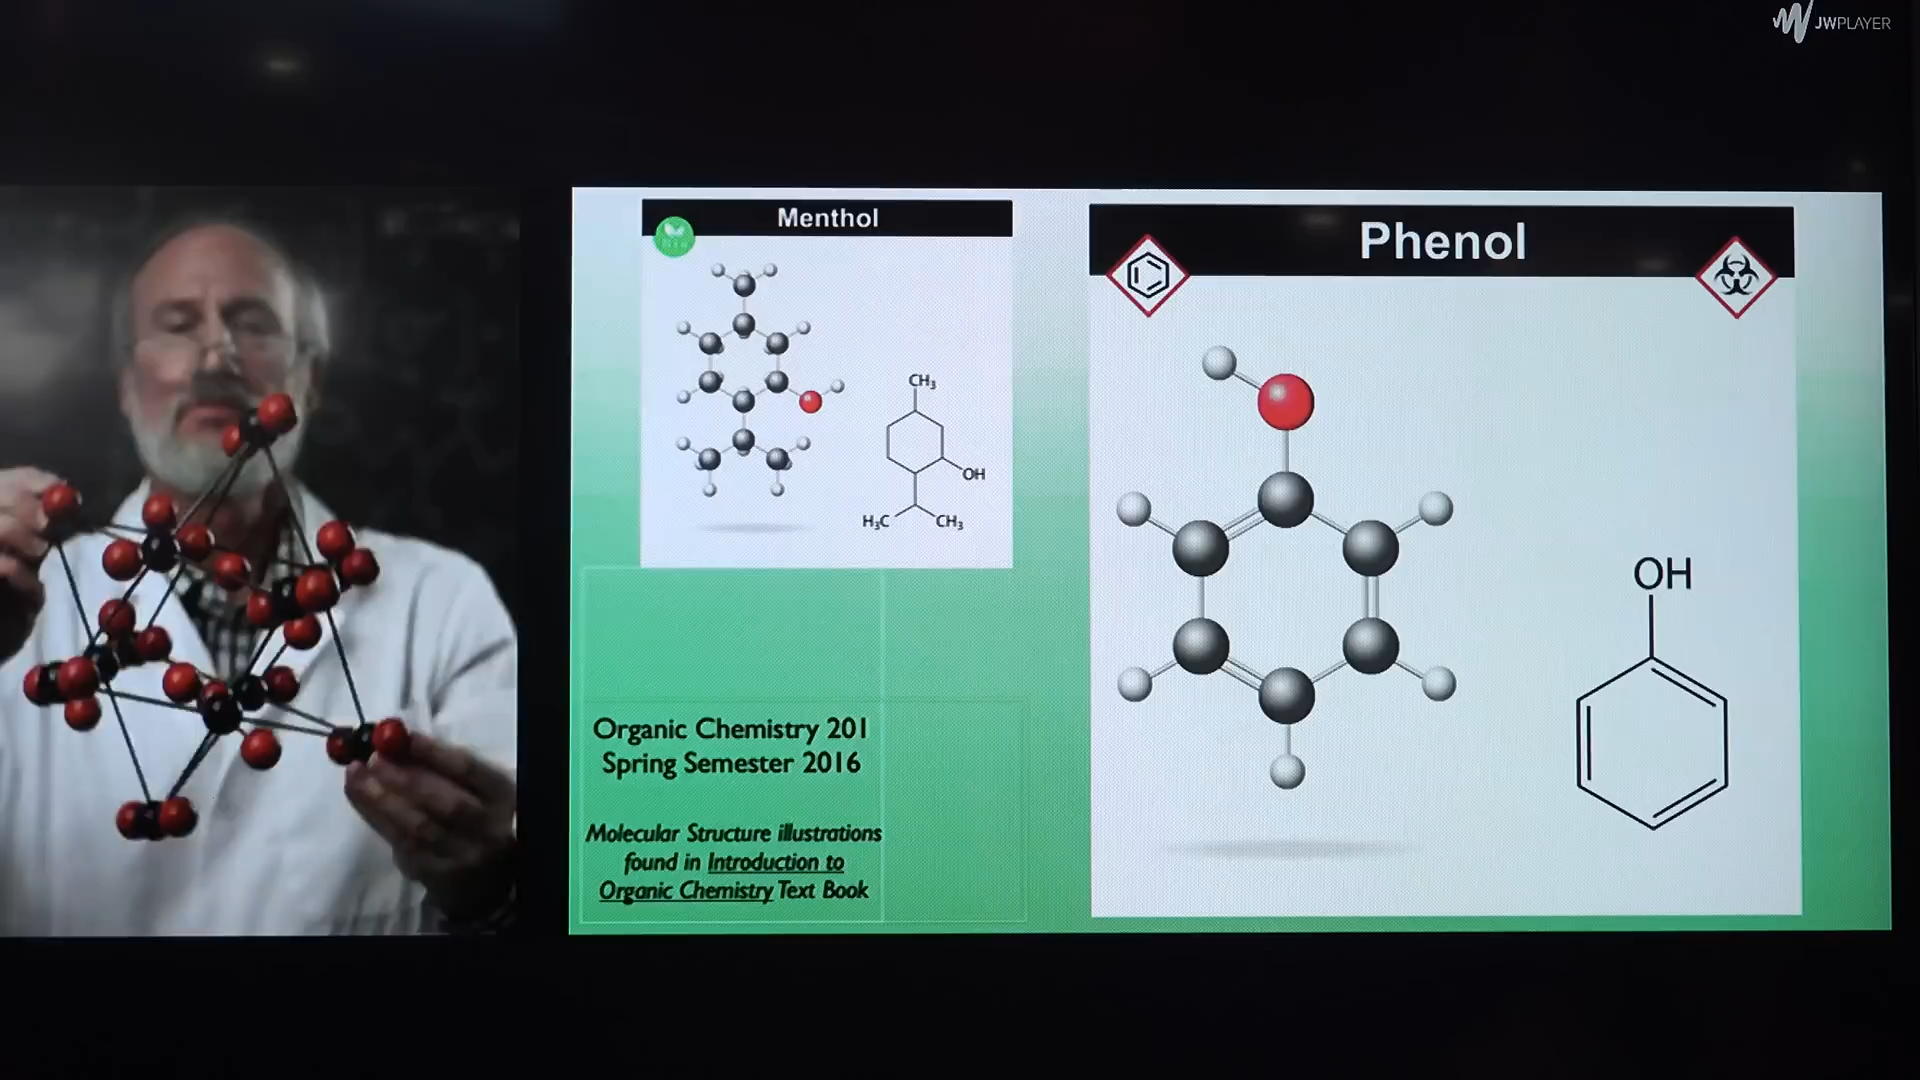 JWPLAYER
Menthol
CH₃
OH
H₃C
CH₃
Organic Chemistry 201
Spring Semester 2016
Molecular Structure illustrations
found in Introduction to
Organic Chemistry Text Book
Phenol
OH